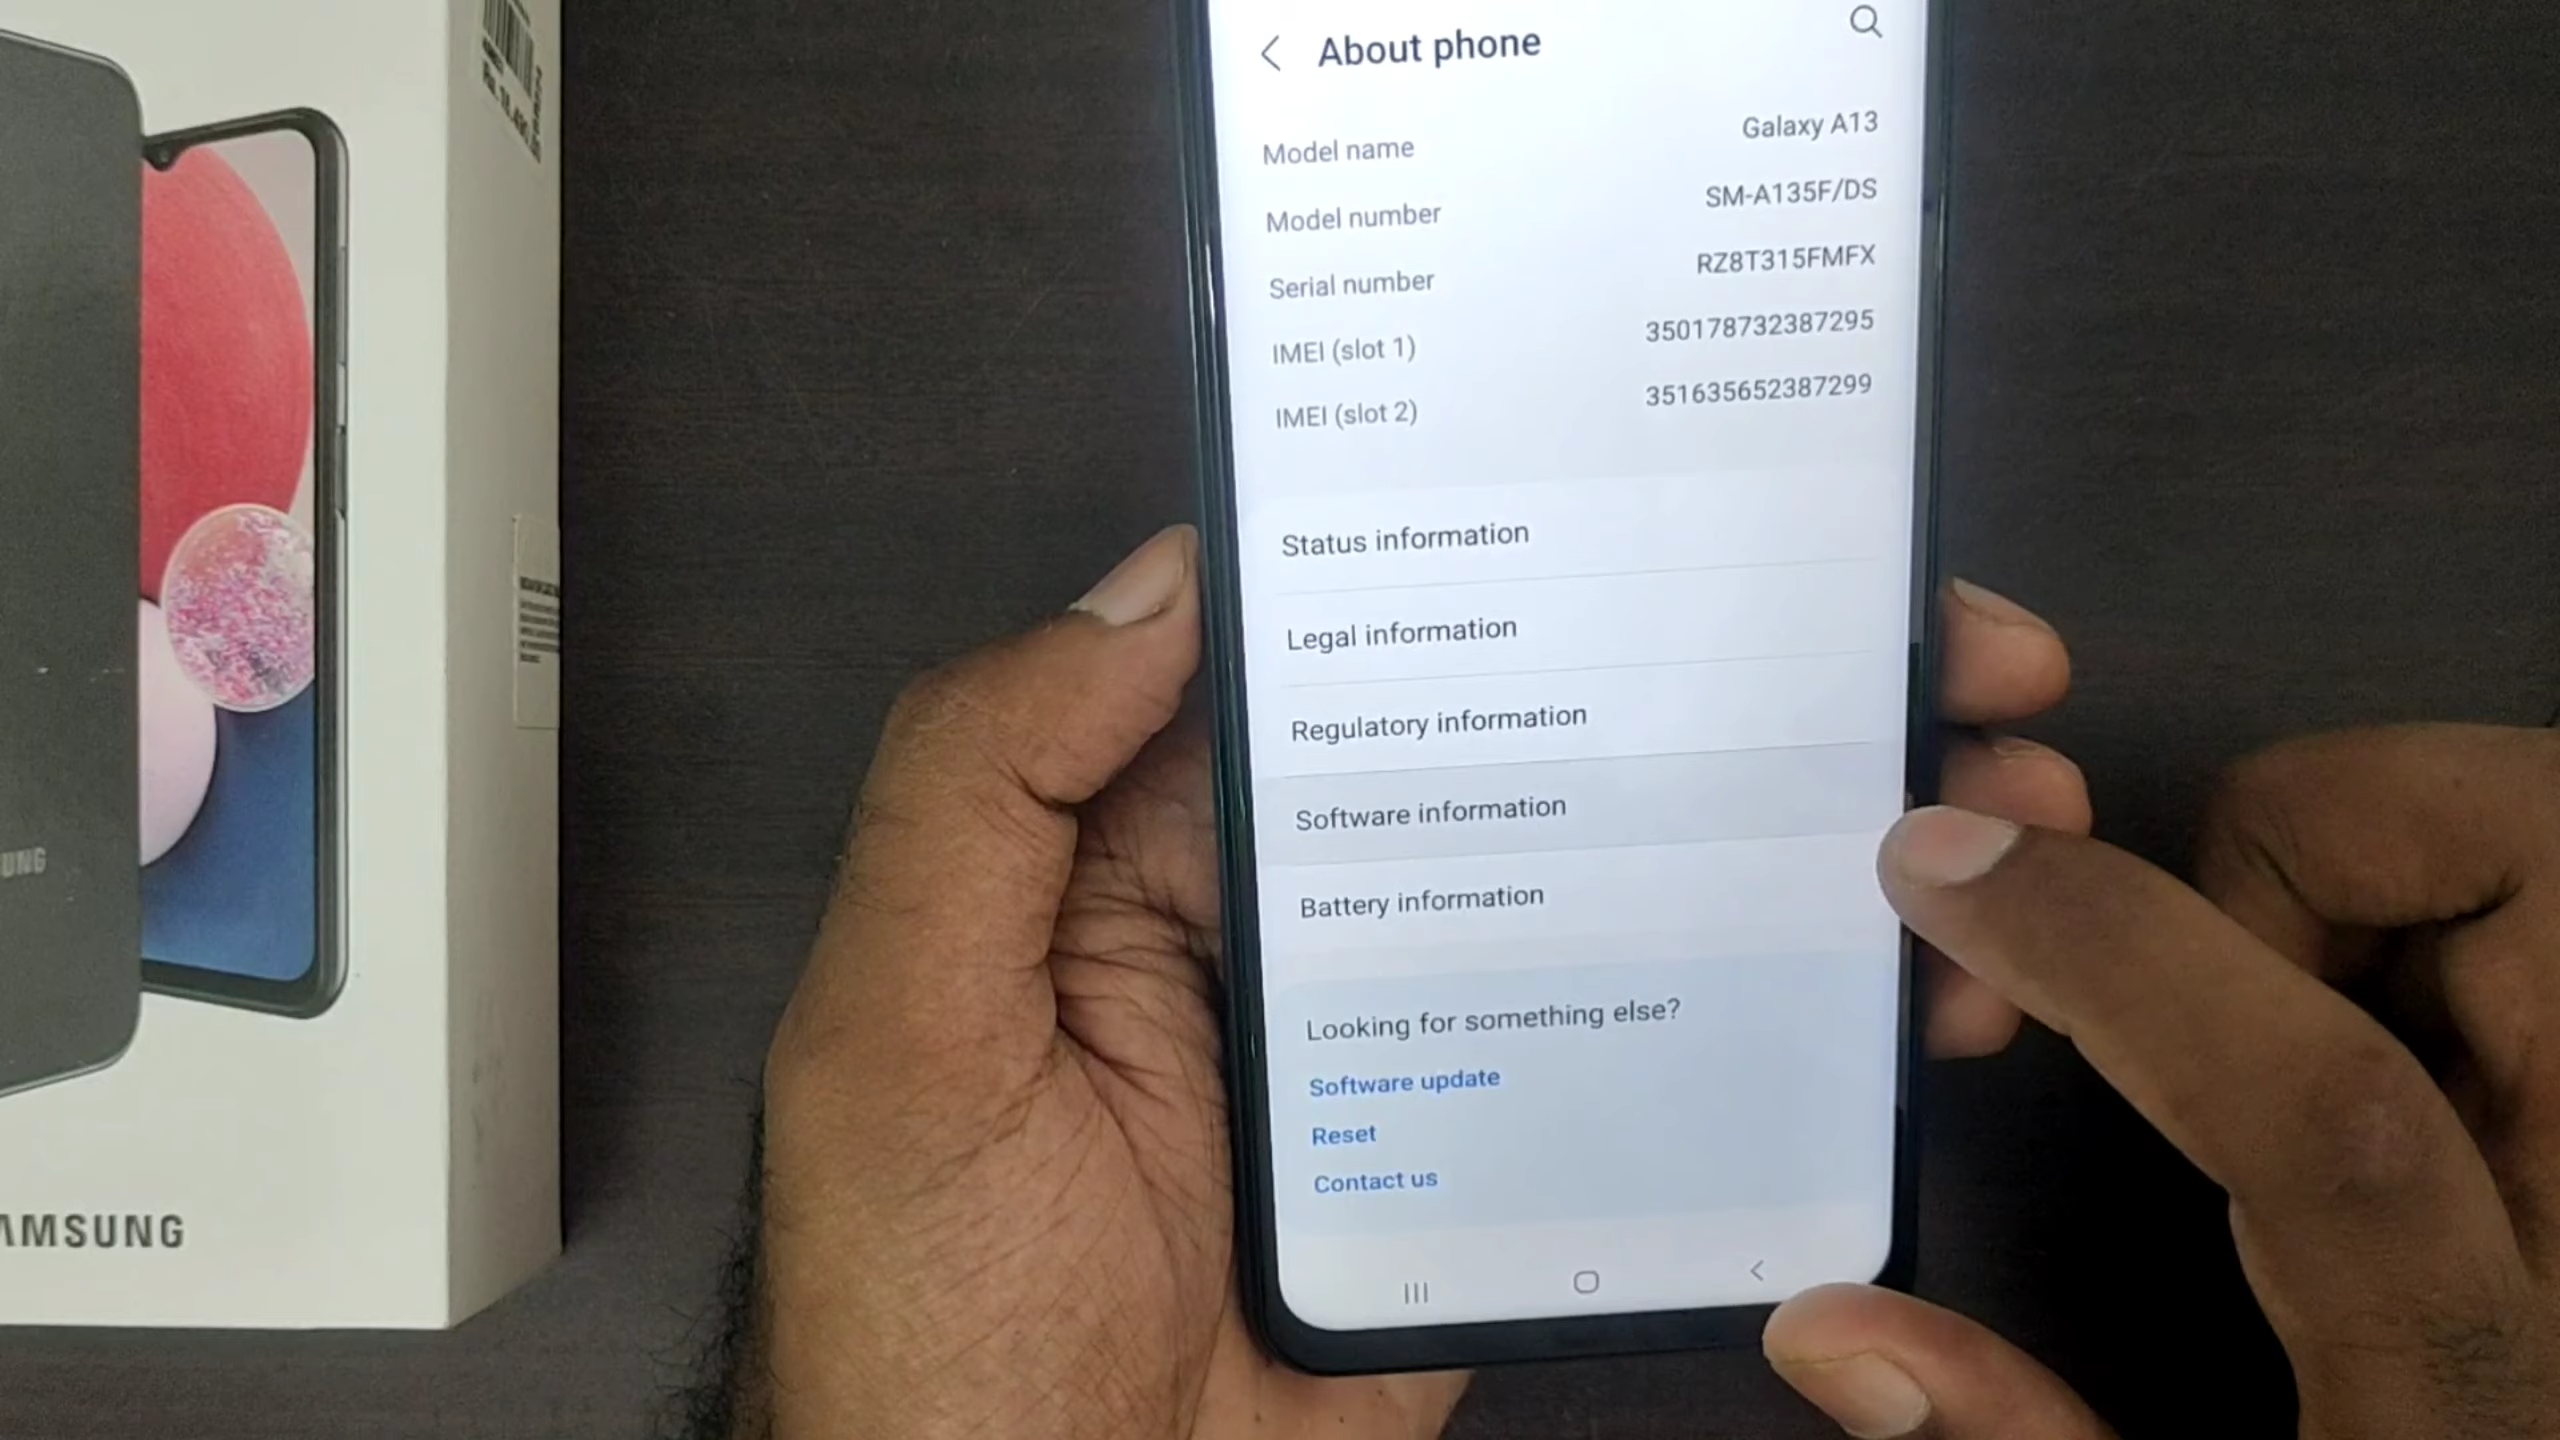 About phone
Model name Galaxy A13
Model number SM-A135F/DS
Serial number RZ8T315FMFX
IMEI (slot 1) 350178732387295
IMEI (slot 2) 351635652387299
Status information
Legal information
Regulatory information
Software information
Battery information
Looking for something else?
Software update
Reset
Contact us
UNG
AMSUNG